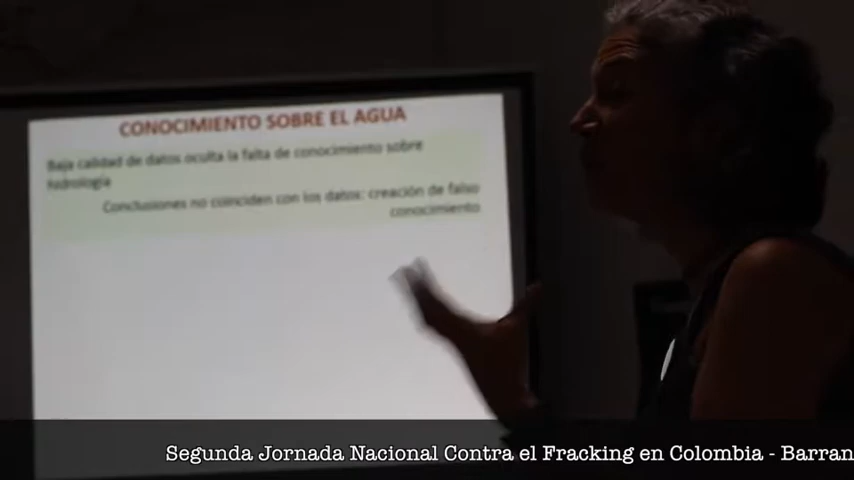 CONOCIMIENTO SOBRE EL AGUA
Baja calidad de datos oculta la falta de conocimiento sobre
hidrología
Conclusiones no coinciden con los datos: creación de falso
conocimiento
Segunda Jornada Nacional Contra el Fracking en Colombia - Barran